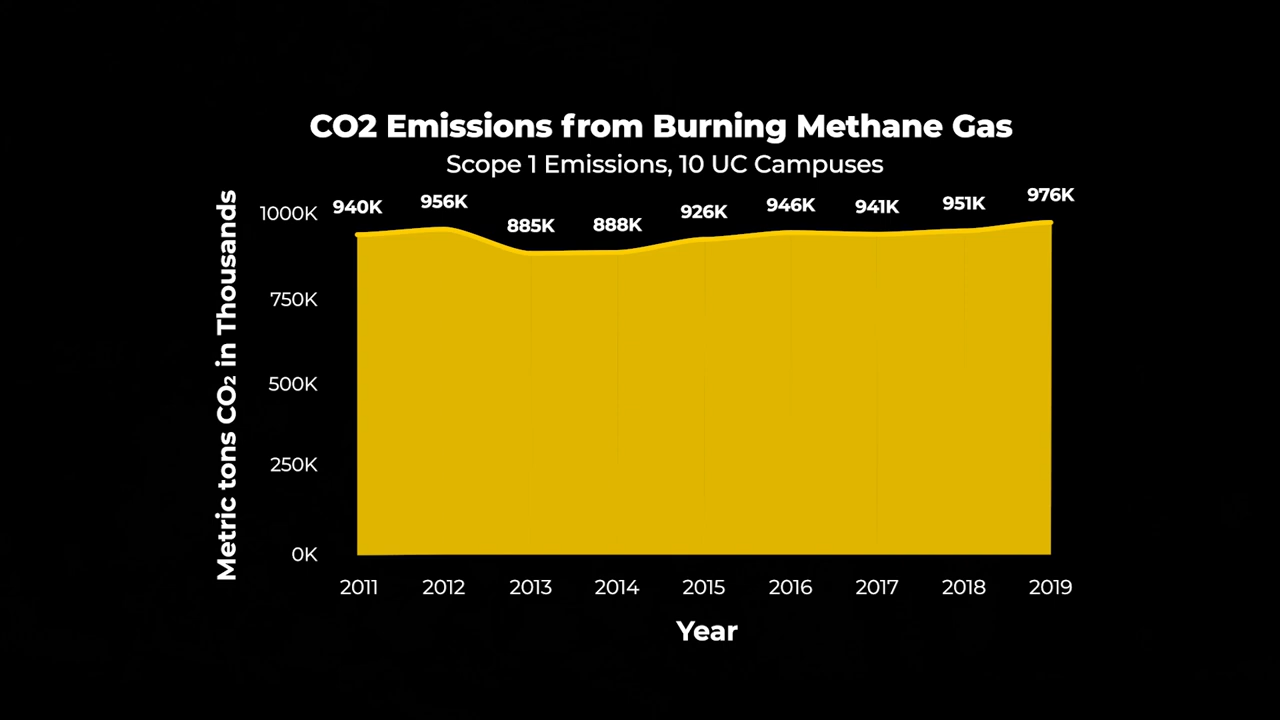 CO2 Emissions from Burning Methane Gas
Scope 1 Emissions, 10 UC Campuses
Metric tons CO₂ in Thousands
1000K
750K
500K
250K
0K
940K
956K
885K
888K
926K
946K
941K
951K
976K
2011
2012
2013
2014
2015
2016
2017
2018
2019
Year